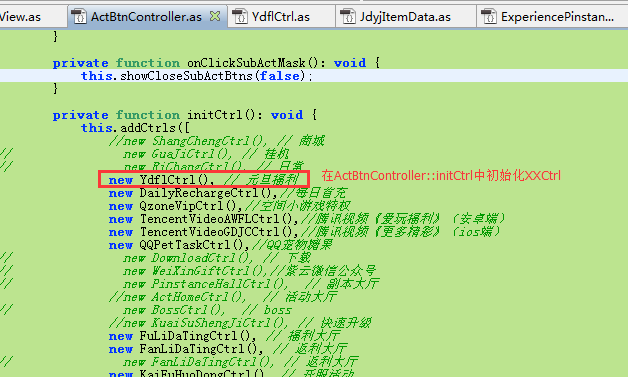 View.as ActBtnController.as YdflCtrl.as JdyjItemData.as ExperiencePinstan...
}
private function onClickSubActMask(): void {
this.showCloseSubActBtns(false);
}
private function initCtrl(): void {
this.addCtrls([
//new ShangChengCtrl(), // 商城
// new GuaJiCtrl(), // 挂机
// new RiChangCtrl(), // 日常
new YdflCtrl(), // 元旦福利 在ActBtnController::initCtrl中初始化XXCtrl
new DailyRechargeCtrl(),//每日首充
new QzoneVipCtrl(),//空间小游戏特权
new TencentVideoAWFLCtrl(),//腾讯视频《爱玩福利》(安卓端)
new TencentVideoGDJCCtrl(),//腾讯视频《更多精彩》(ios端)
new QQPetTaskCtrl(),//QQ宠物糖果
// new DownloadCtrl(), // 下载
// new WeiXinGiftCtrl(),//紫云微信公众号
// new PinstanceHallCtrl(), // 副本大厅
//new ActHomeCtrl(), // 活动大厅
// new BossCtrl(), // boss
//new KuaiSuShengJiCtrl(), // 快速升级
new FuLiDaTingCtrl(), // 福利大厅
new FanLiDaTingCtrl(), // 返利大厅
// new FanLiDaTingCtrl(), // 返利大厅
new KaiFuHuoDongCtrl(), // 开服活动